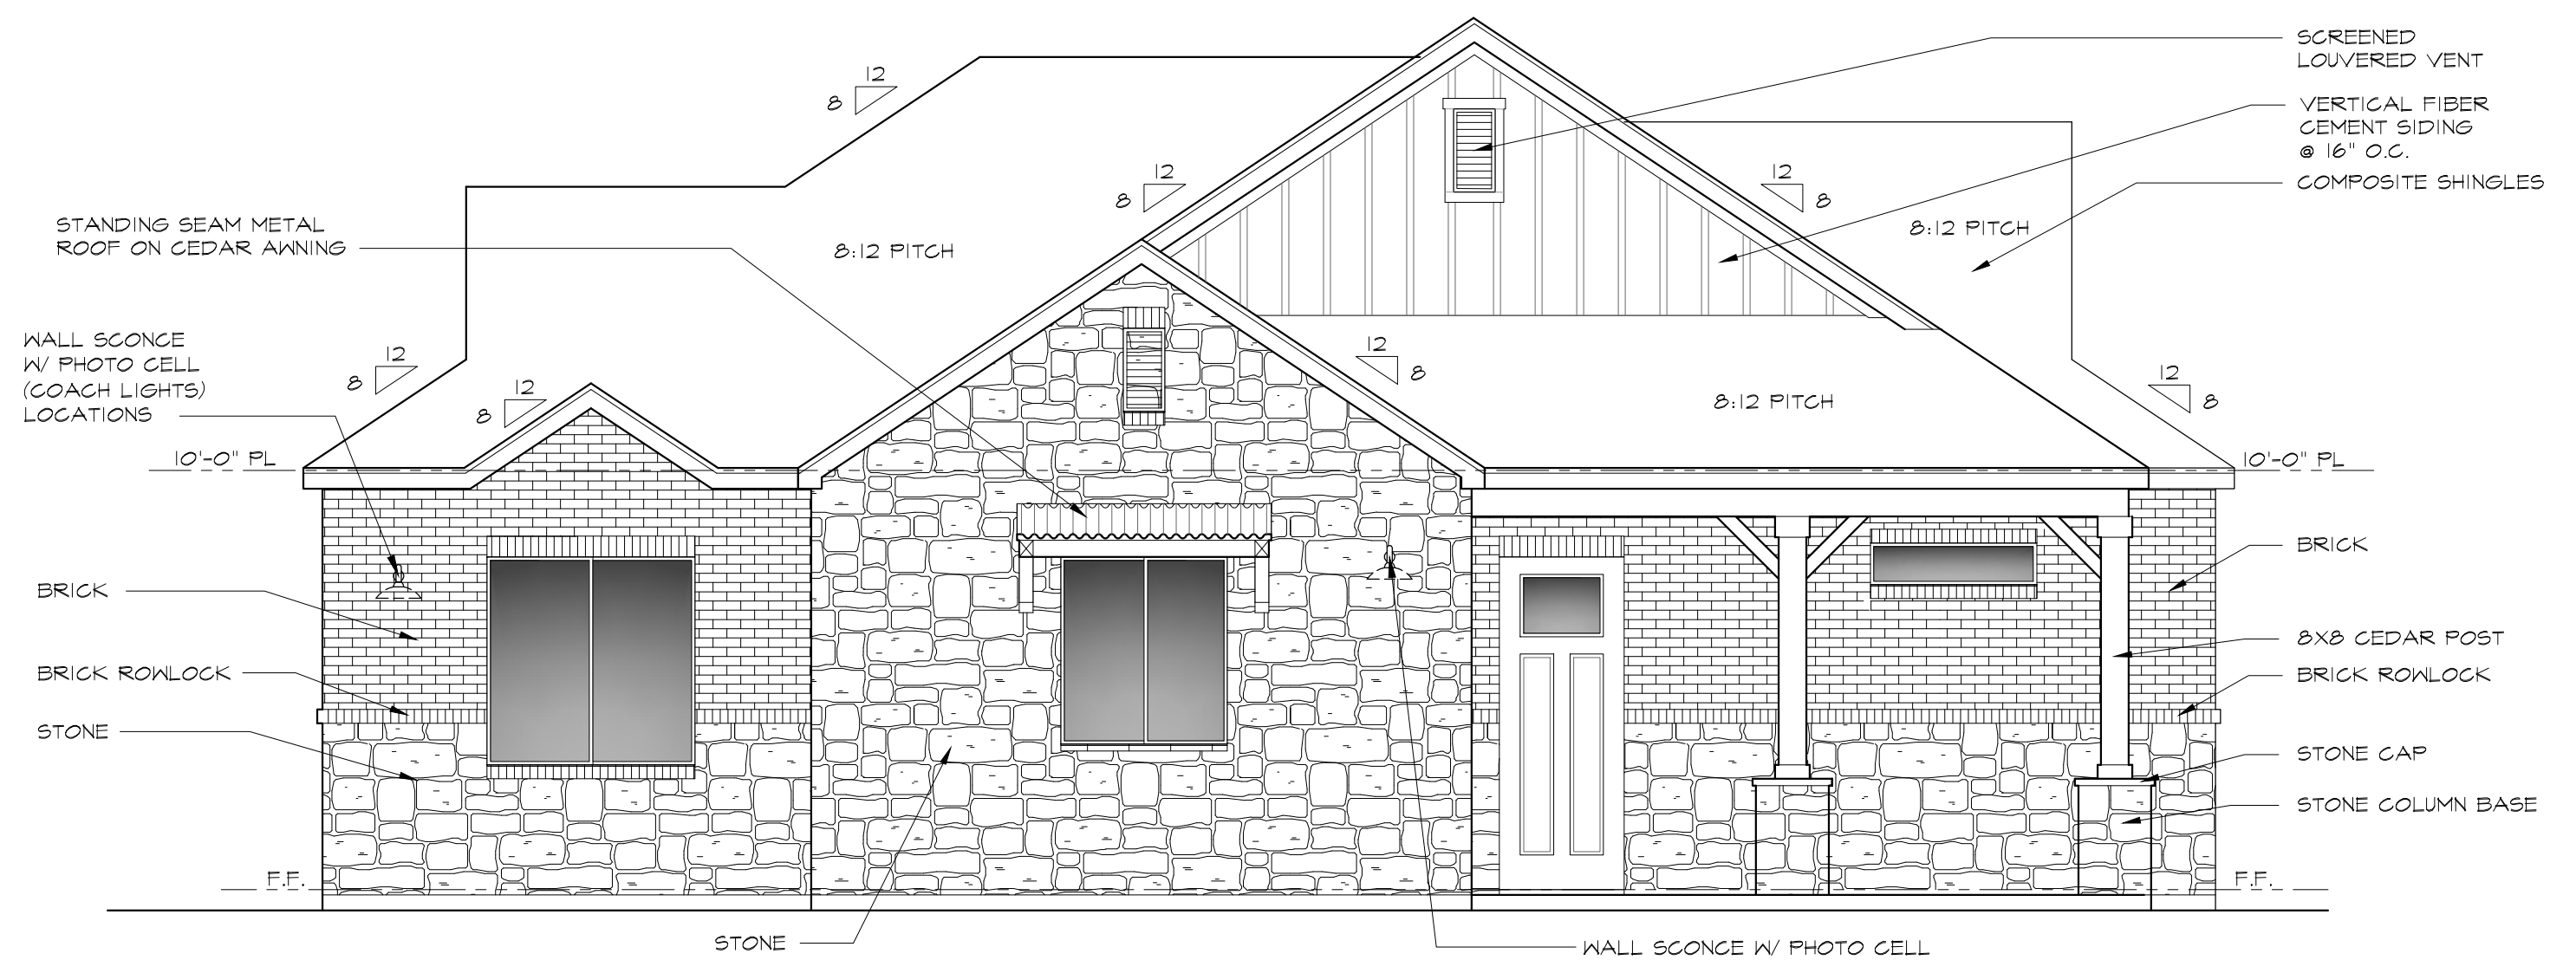 SCREENED
LOUVERED VENT
12
8
VERTICAL FIBER
CEMENT SIDING
@ 16" O.C.
12
8
12
8
COMPOSITE SHINGLES
STANDING SEAM METAL
ROOF ON CEDAR AWNING
8:12 PITCH
8:12 PITCH
WALL SCONCE
W/ PHOTO CELL
(COACH LIGHTS)
LOCATIONS
12
8
12
8
12
8
12
8
8:12 PITCH
10'-0" PL
10'-0" PL
BRICK
BRICK
8X8 CEDAR POST
BRICK ROWLOCK
BRICK ROWLOCK
STONE
STONE CAP
STONE COLUMN BASE
F.F.
F.F.
STONE
WALL SCONCE W/ PHOTO CELL